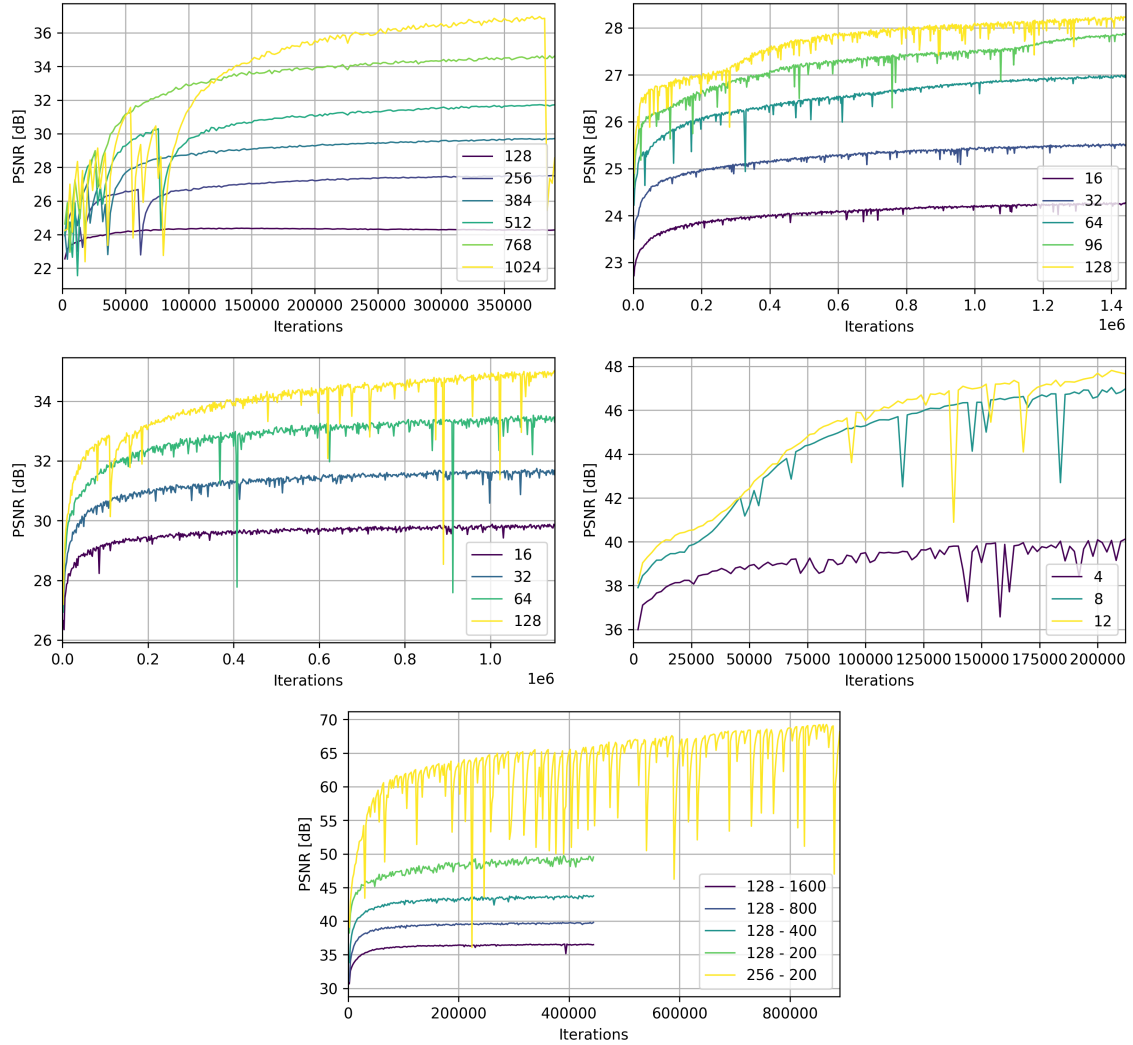 PSNR [dB]
36
34
32
30
28
26
24
22
128
256
384
512
768
1024
0 50000 100000 150000 200000 250000 300000 350000
Iterations
PSNR [dB]
28
27
26
25
24
23
16
32
64
96
128
0.0 0.2 0.4 0.6 0.8 1.0 1.2 1.4
Iterations
1e6
PSNR [dB]
34
32
30
28
26
16
32
64
128
0.0 0.2 0.4 0.6 0.8 1.0
Iterations
1e6
PSNR [dB]
48
46
44
42
40
38
36
4
8
12
0 25000 50000 75000 100000 125000 150000 175000 200000
Iterations
PSNR [dB]
70
65
60
55
50
45
40
35
30
128 - 1600
128 - 800
128 - 400
128 - 200
256 - 200
0 200000 400000 600000 800000
Iterations